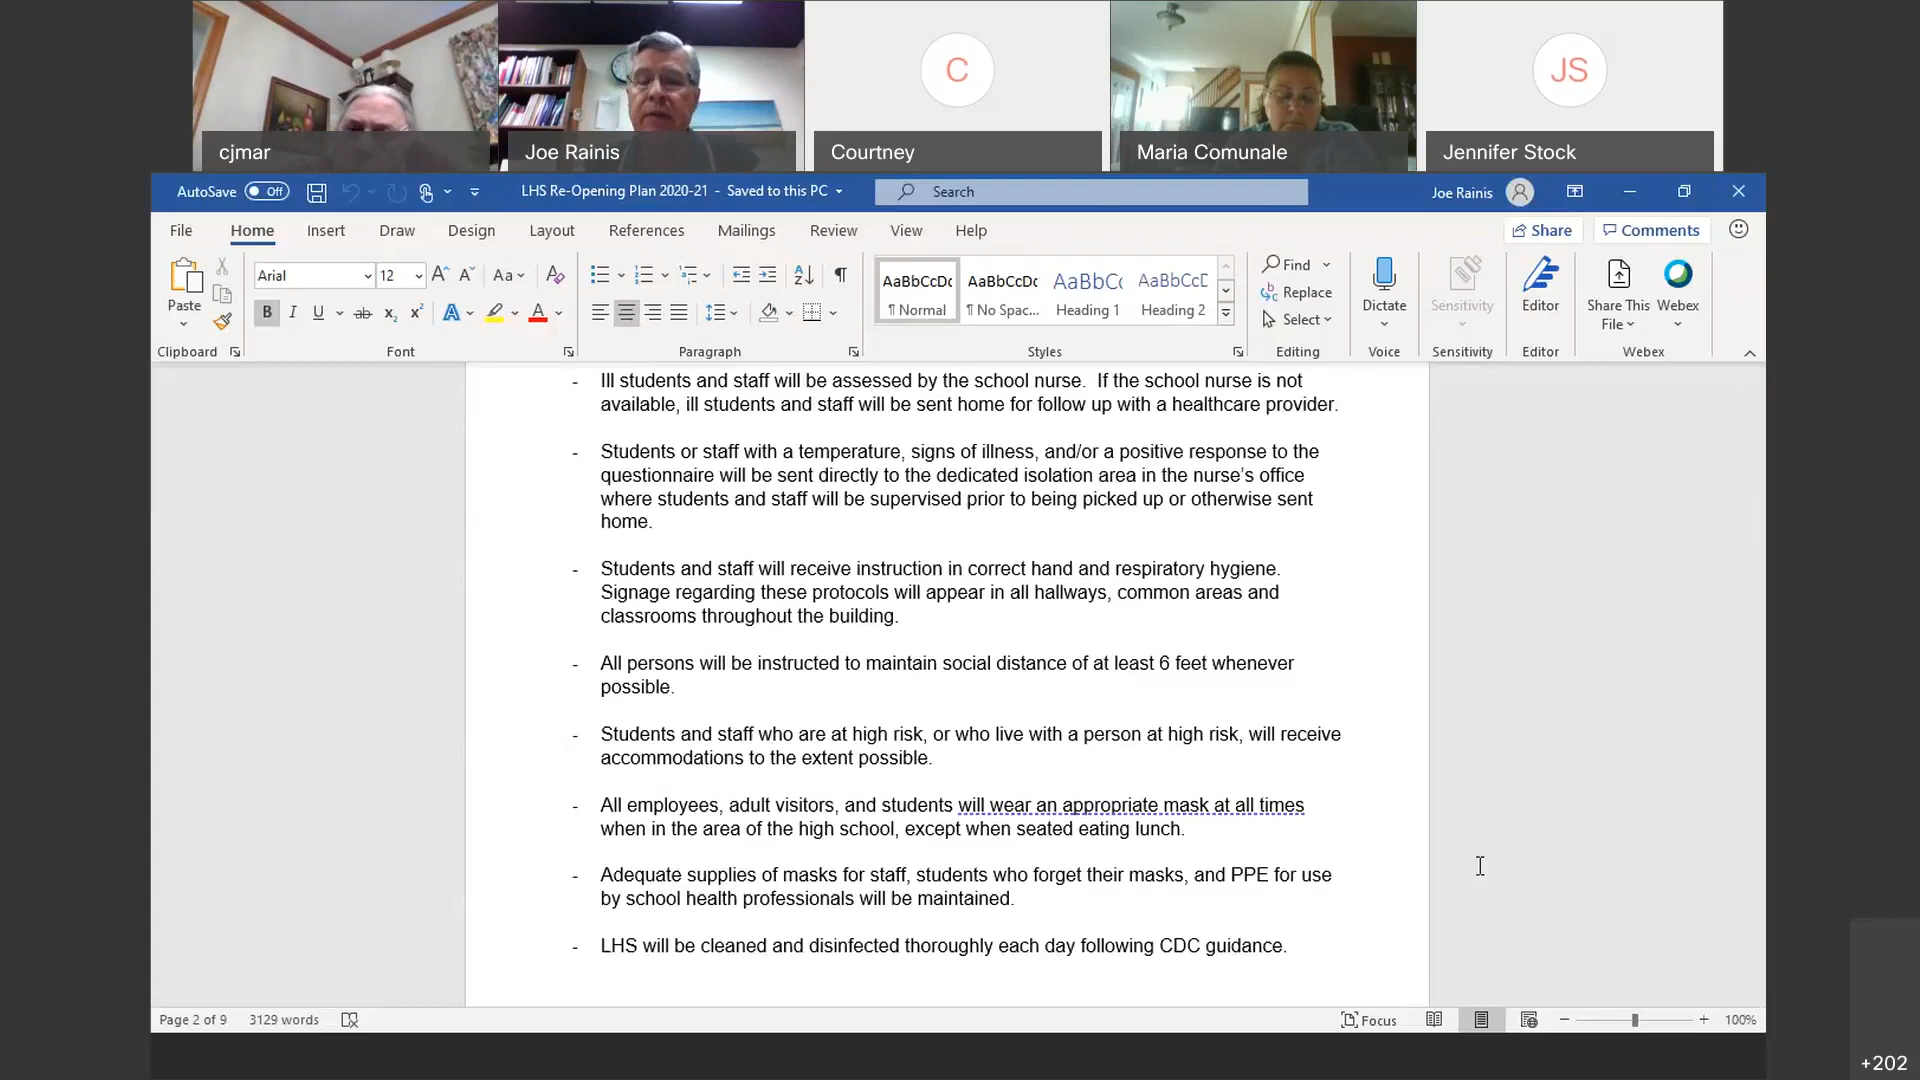 C
JS
cjmar
Joe Rainis
Courtney
Maria Comunale
Jennifer Stock
AutoSave Off
LHS Re-Opening Plan 2020-21 - Saved to this PC
Search
Joe Rainis
File Home Insert Draw Design Layout References Mailings Review View Help
Share Comments
Paste
Arial 12
Aa
B I U ab x₂ x² A A
AaBbCcDc AaBbCcDc AaBbCc AaBbCcD
¶ Normal ¶ No Spac... Heading 1 Heading 2
Find
Replace
Select
Dictate
Sensitivity
Editor
Share This File
Webex
Clipboard Font Paragraph Styles Editing Voice Sensitivity Editor Webex
- Ill students and staff will be assessed by the school nurse.  If the school nurse is not
available, ill students and staff will be sent home for follow up with a healthcare provider.
- Students or staff with a temperature, signs of illness, and/or a positive response to the
questionnaire will be sent directly to the dedicated isolation area in the nurse’s office
where students and staff will be supervised prior to being picked up or otherwise sent
home.
- Students and staff will receive instruction in correct hand and respiratory hygiene.
Signage regarding these protocols will appear in all hallways, common areas and
classrooms throughout the building.
- All persons will be instructed to maintain social distance of at least 6 feet whenever
possible.
- Students and staff who are at high risk, or who live with a person at high risk, will receive
accommodations to the extent possible.
- All employees, adult visitors, and students will wear an appropriate mask at all times
when in the area of the high school, except when seated eating lunch.
- Adequate supplies of masks for staff, students who forget their masks, and PPE for use
by school health professionals will be maintained.
- LHS will be cleaned and disinfected thoroughly each day following CDC guidance.
Page 2 of 9 3129 words
Focus
100%
+202